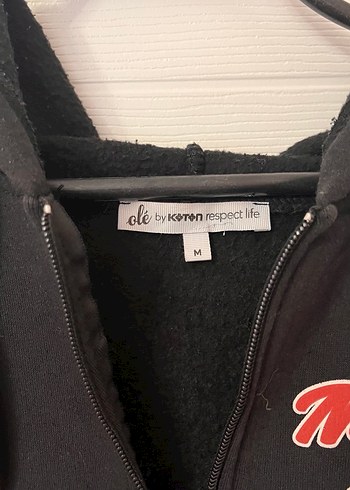 olé by KOTON respect life
M